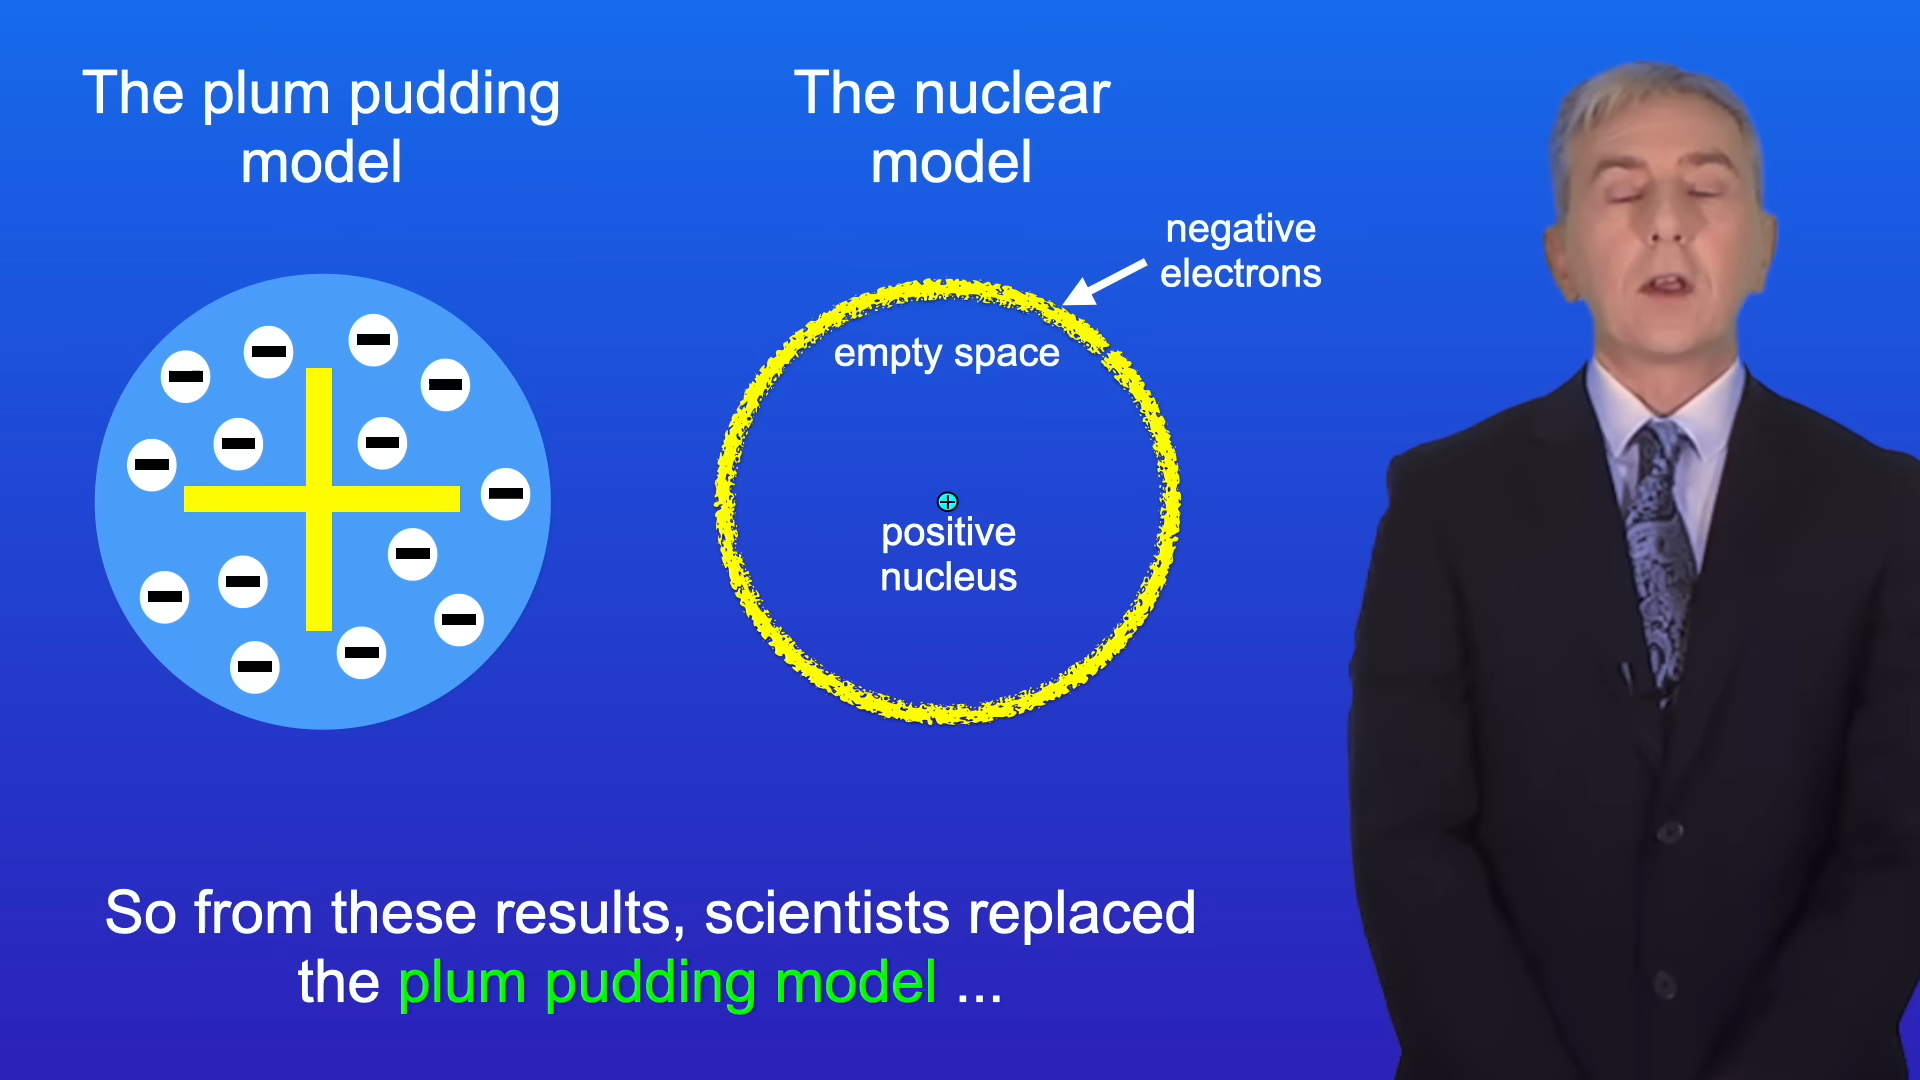 The plum pudding
model
The nuclear
model
negative
electrons
empty space
positive
nucleus
So from these results, scientists replaced
the plum pudding model ...